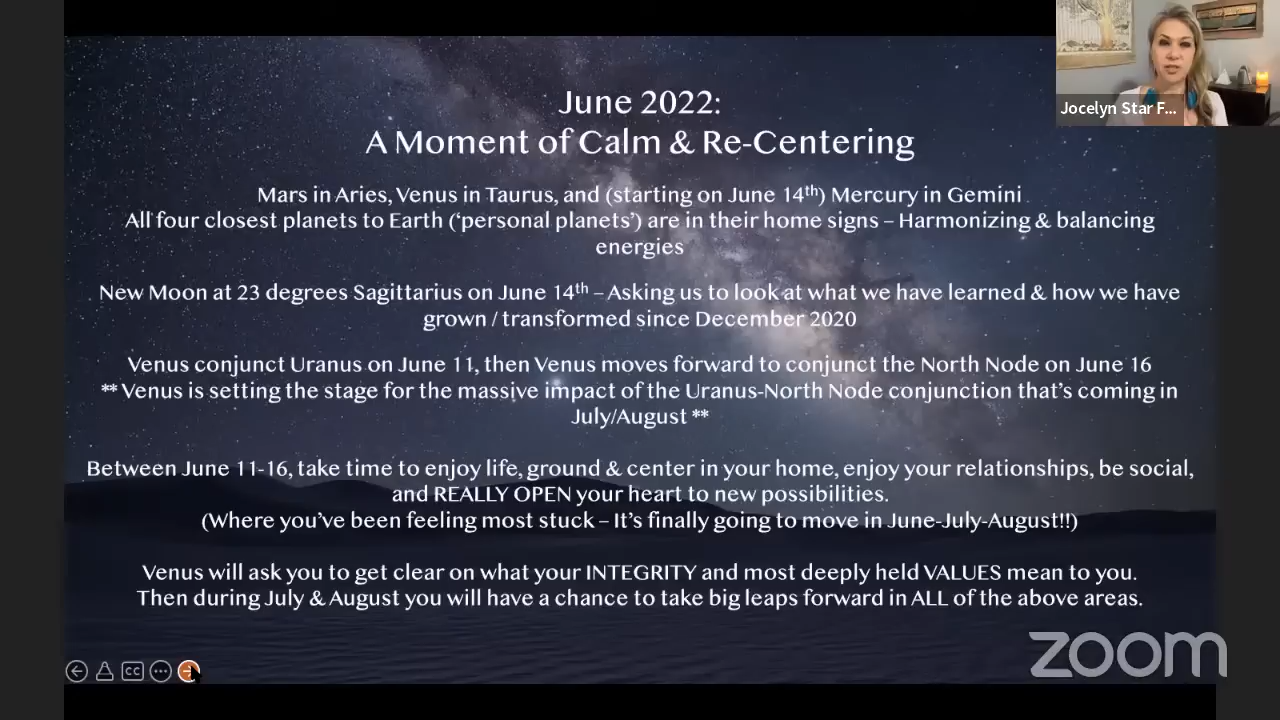 Jocelyn Star F...
June 2022:
A Moment of Calm & Re-Centering
Mars in Aries, Venus in Taurus, and (starting on June 14th) Mercury in Gemini
All four closest planets to Earth (‘personal planets’) are in their home signs – Harmonizing & balancing
energies
New Moon at 23 degrees Sagittarius on June 14th – Asking us to look at what we have learned & how we have
grown / transformed since December 2020
Venus conjunct Uranus on June 11, then Venus moves forward to conjunct the North Node on June 16
** Venus is setting the stage for the massive impact of the Uranus-North Node conjunction that’s coming in
July/August **
Between June 11-16, take time to enjoy life, ground & center in your home, enjoy your relationships, be social,
and REALLY OPEN your heart to new possibilities.
(Where you’ve been feeling most stuck – It’s finally going to move in June-July-August!!)
Venus will ask you to get clear on what your INTEGRITY and most deeply held VALUES mean to you.
Then during July & August you will have a chance to take big leaps forward in ALL of the above areas.
CC
zoom